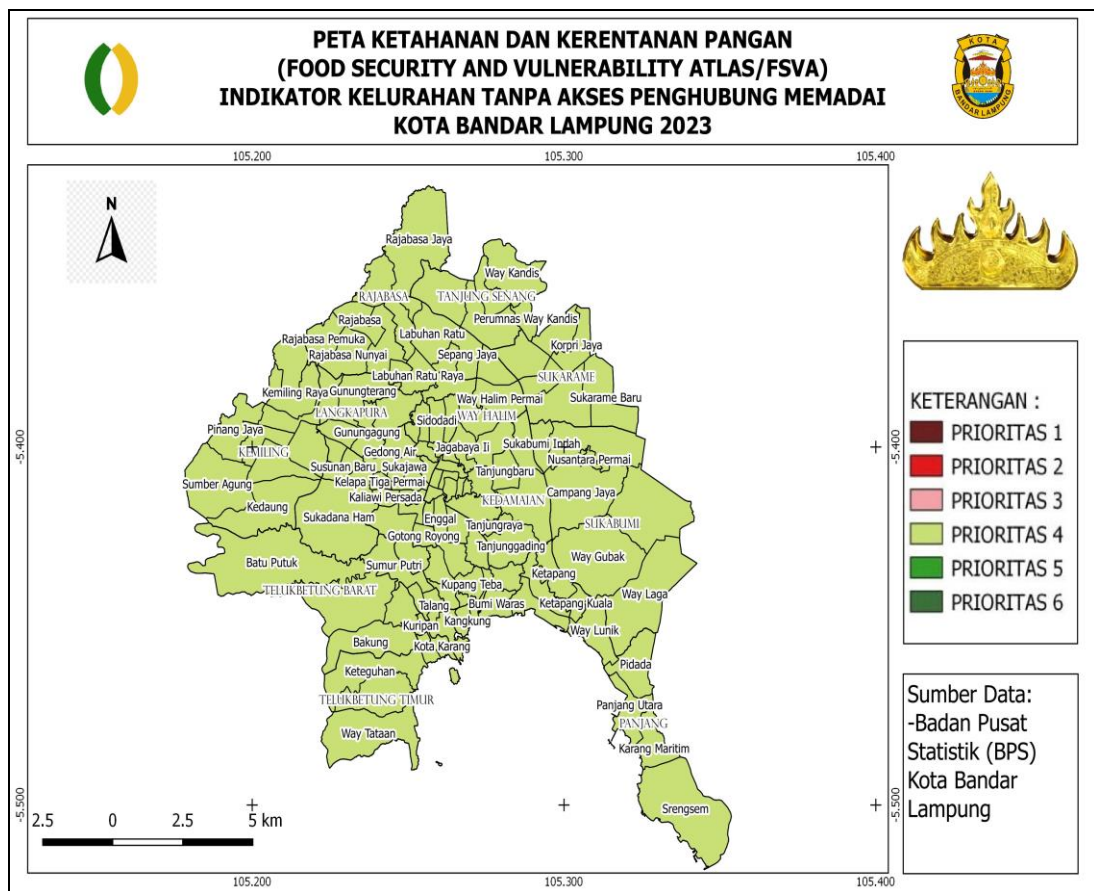 PETA KETAHANAN DAN KERENTANAN PANGAN
(FOOD SECURITY AND VULNERABILITY ATLAS/FSVA)
INDIKATOR KELURAHAN TANPA AKSES PENGHUBUNG MEMADAI
KOTA BANDAR LAMPUNG 2023
KOTA
BANDAR LAMPUNG
105.200
105.300
105.400
N
Rajabasa Jaya
Way Kandis
RAJABASA
TANJUNG SENANG
Rajabasa
Perumnas Way Kandis
Rajabasa Pemuka
Labuhan Ratu
Korpri Jaya
Rajabasa Nunyai
Sepang Jaya
Labuhan Ratu Raya
SUKARAME
Kemiling Raya
Gunungterang
Way Halim Permai
Sukarame Baru
LANGKAPURA
Sidodadi
WAY HALIM
Pinang Jaya
Gunungagung
-5.400
-5.400
KEMILING
Gedong Air
Jagabaya Ii
Sukabumi Indah
Susunan Baru
Sukajawa
Tanjungbaru
Nusantara Permai
Sumber Agung
Kelapa Tiga Permai
Kaliawi Persada
KEDAMAIAN
Campang Jaya
Kedaung
Sukadana Ham
Enggal
Tanjungraya
SUKABUMI
Gotong Royong
Tanjunggading
Batu Putuk
Sumur Putri
Ketapang
Way Gubak
TELUKBETUNG BARAT
Kupang Teba
Way Laga
Talang
Bumi Waras
Ketapang Kuala
Kuripan
Kangkung
Way Lunik
Bakung
Kota Karang
Keteguhan
Pidada
TELUKBETUNG TIMUR
Panjang Utara
Way Tataan
PANJANG
Karang Maritim
Srengsem
-5.500
-5.500
2.5
0
2.5
5 km
105.200
105.300
105.400
KETERANGAN :
PRIORITAS 1
PRIORITAS 2
PRIORITAS 3
PRIORITAS 4
PRIORITAS 5
PRIORITAS 6
Sumber Data:
-Badan Pusat
Statistik (BPS)
Kota Bandar
Lampung